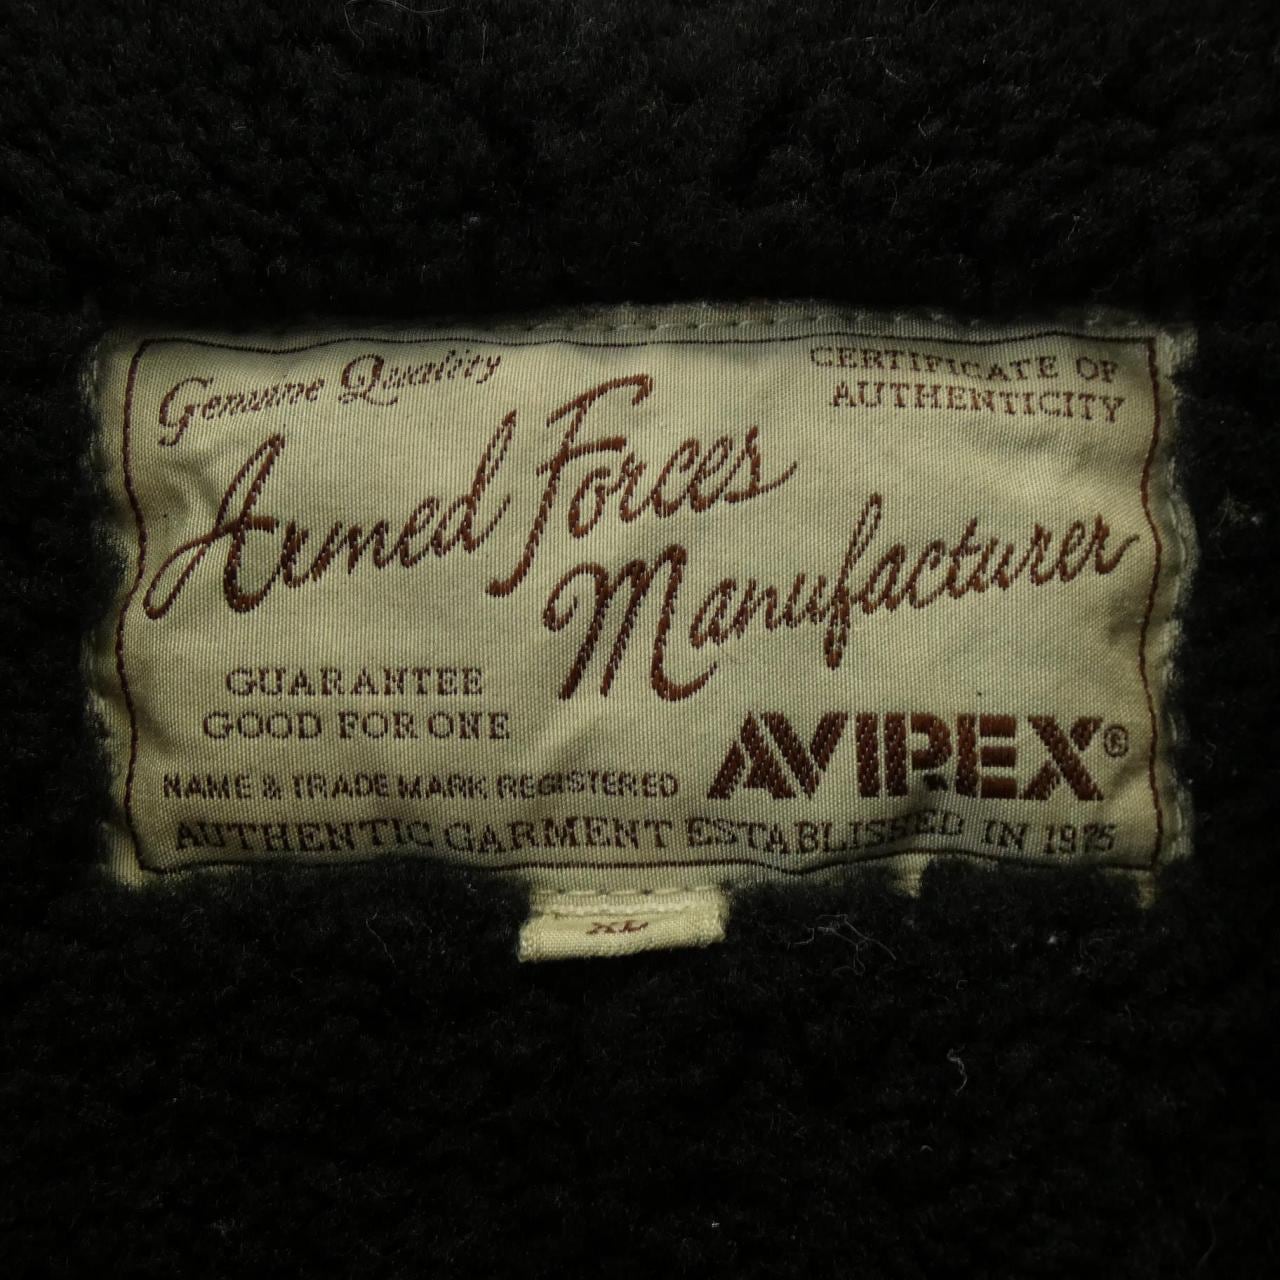 Genuine Quality
CERTIFICATE OF
AUTHENTICITY
Armed Forces
Manufacturer
GUARANTEE
GOOD FOR ONE
AVIREX®
NAME & TRADE MARK REGISTERED
AUTHENTIC GARMENT ESTABLISHED IN 1975
XL